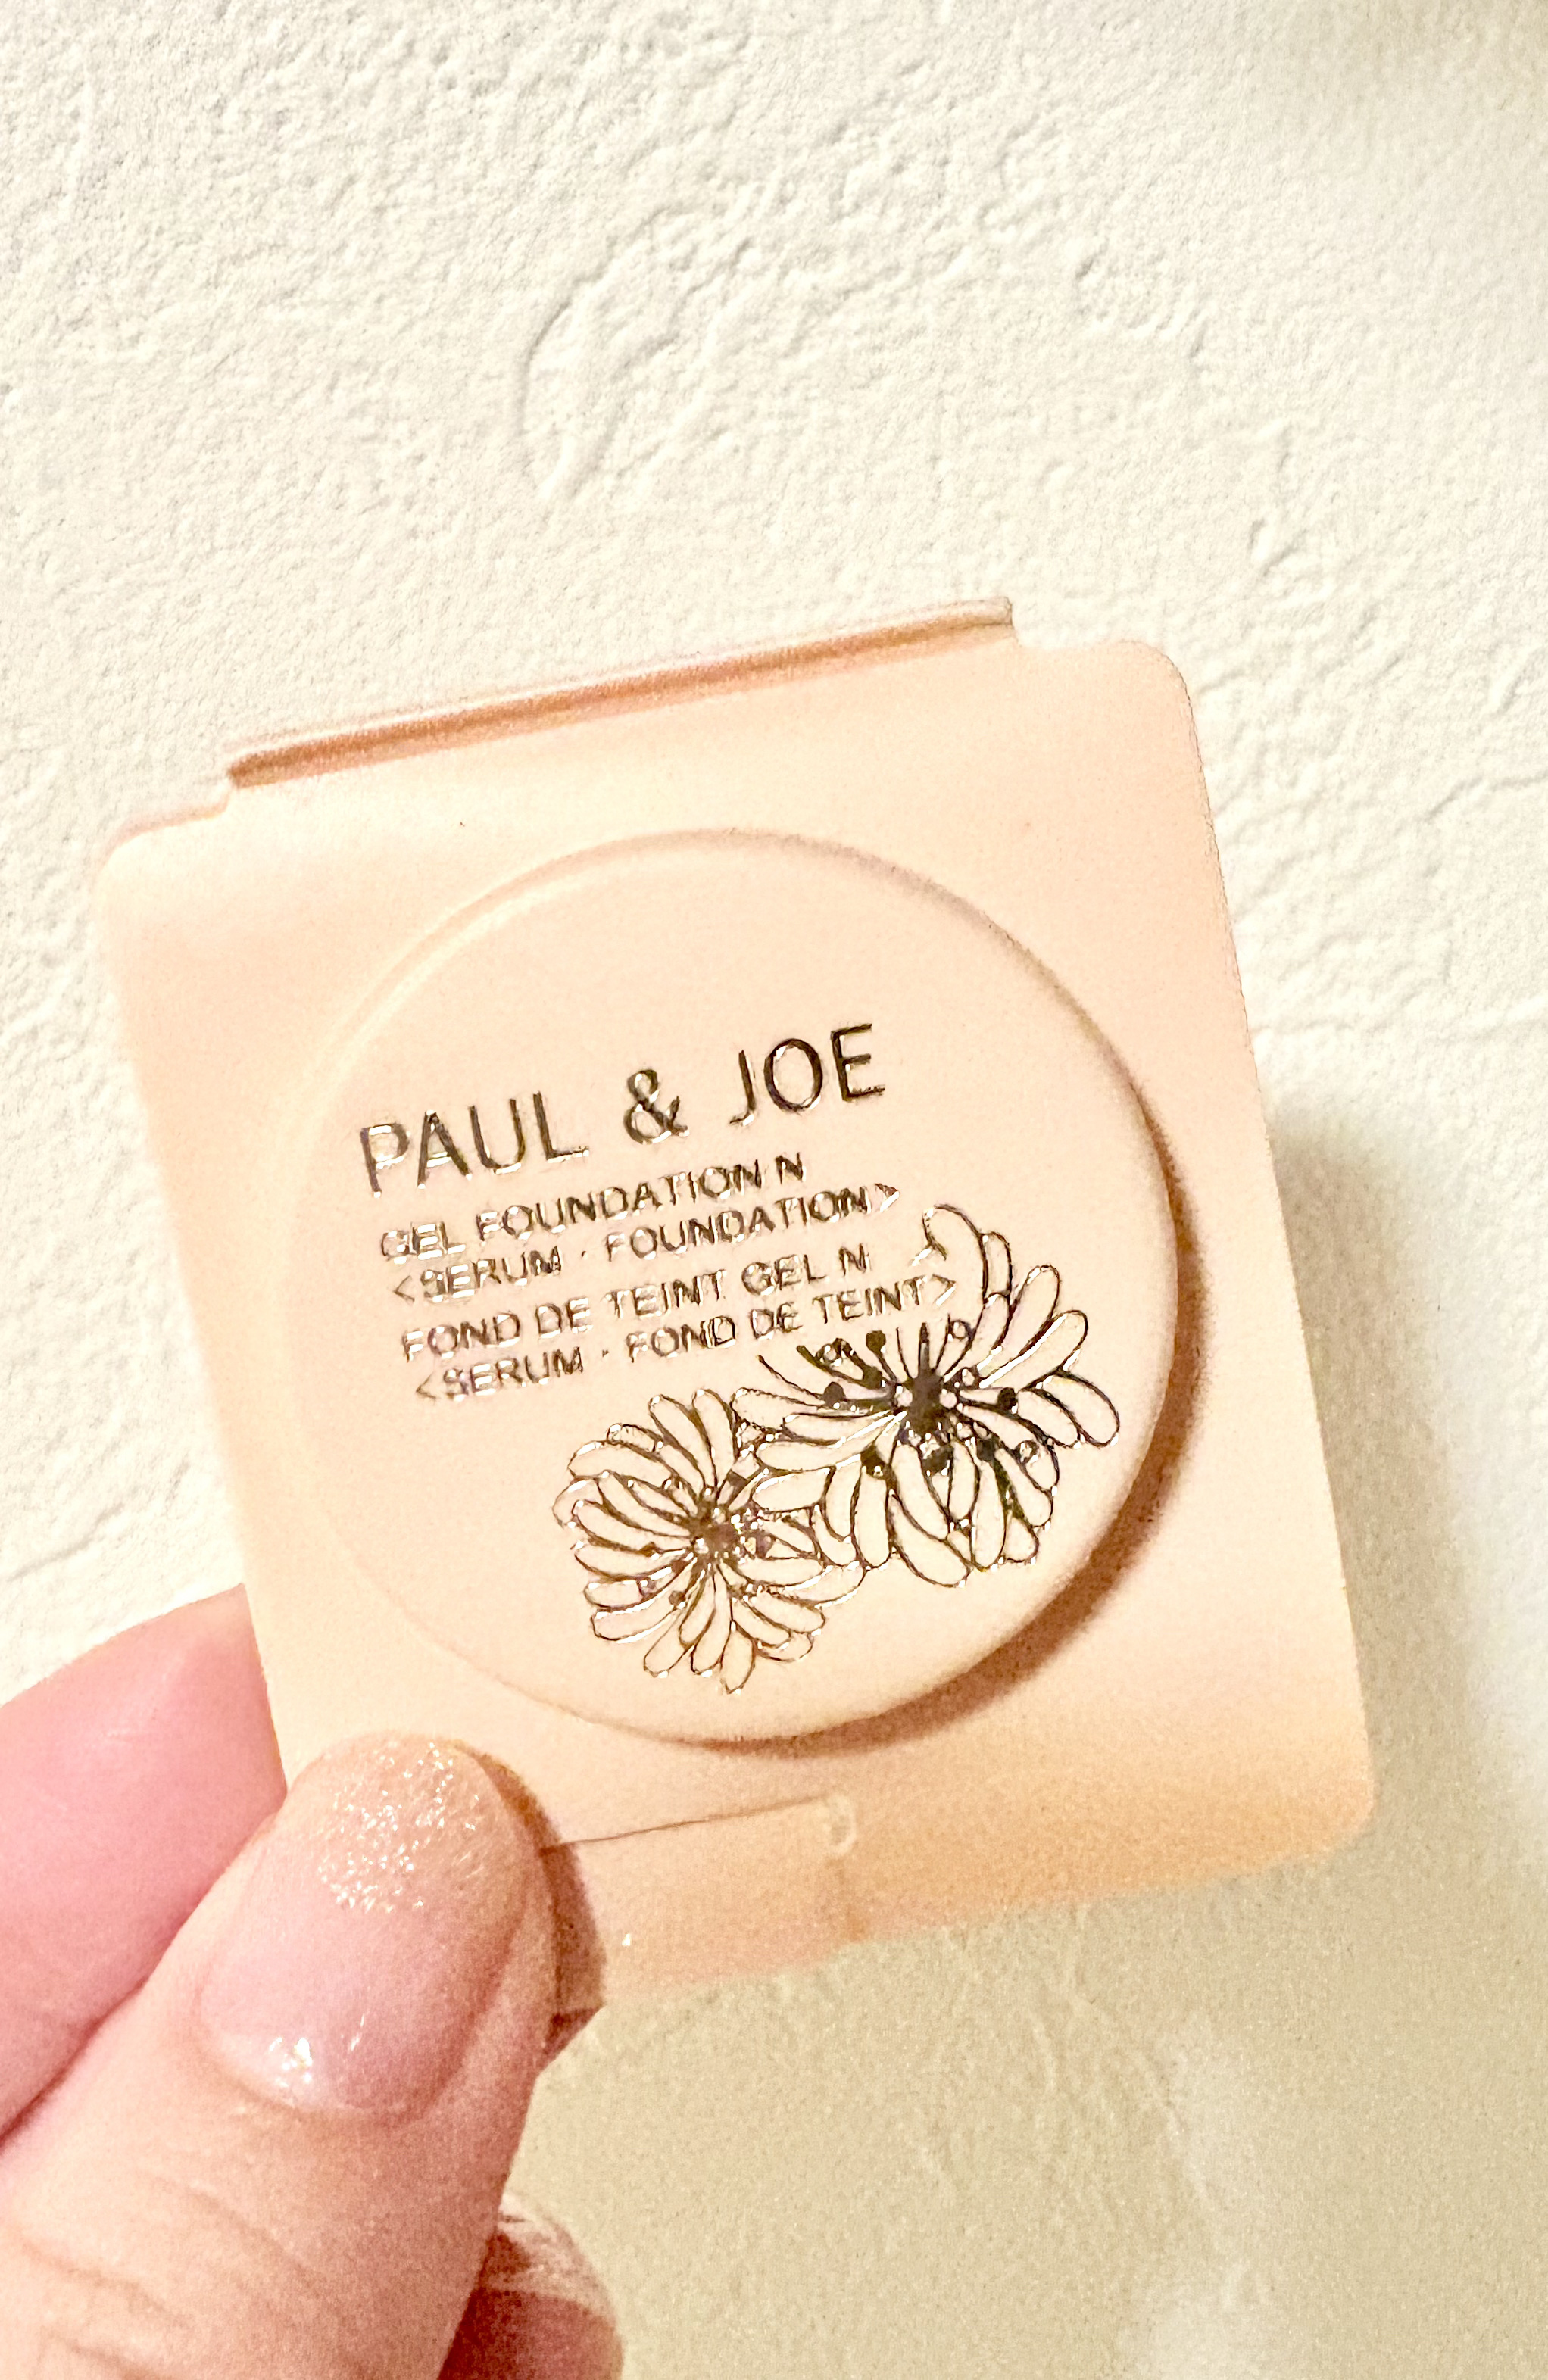 PAUL & JOE
GEL FOUNDATION N
<SERUM · FOUNDATION>
FOND DE TEINT GEL N
<SERUM · FOND DE TEINT>